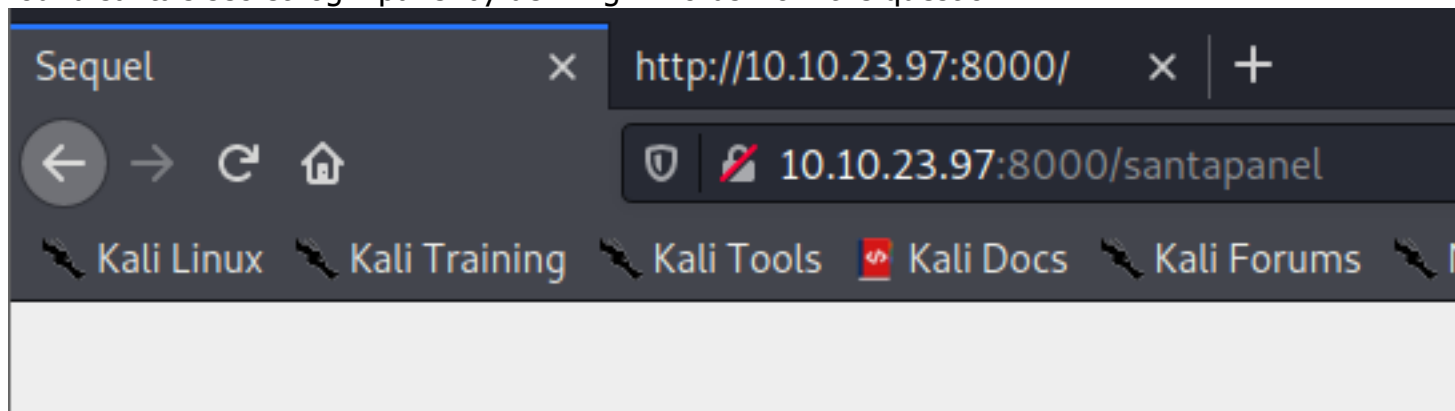 Sequel × http://10.10.23.97:8000/ × +
10.10.23.97:8000/santapanel
Kali Linux Kali Training Kali Tools Kali Docs Kali Forums